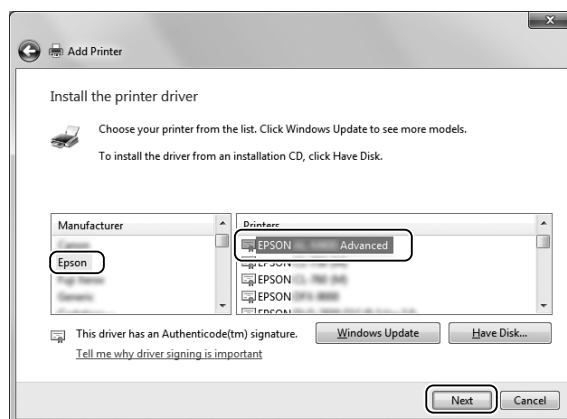 Add Printer
Install the printer driver
Choose your printer from the list. Click Windows Update to see more models.
To install the driver from an installation CD, click Have Disk.
Manufacturer
Printers
Epson
EPSON Advanced
EPSON
EPSON
EPSON
EPSON
This driver has an Authenticode(tm) signature.
Windows Update
Have Disk...
Tell me why driver signing is important
Next
Cancel